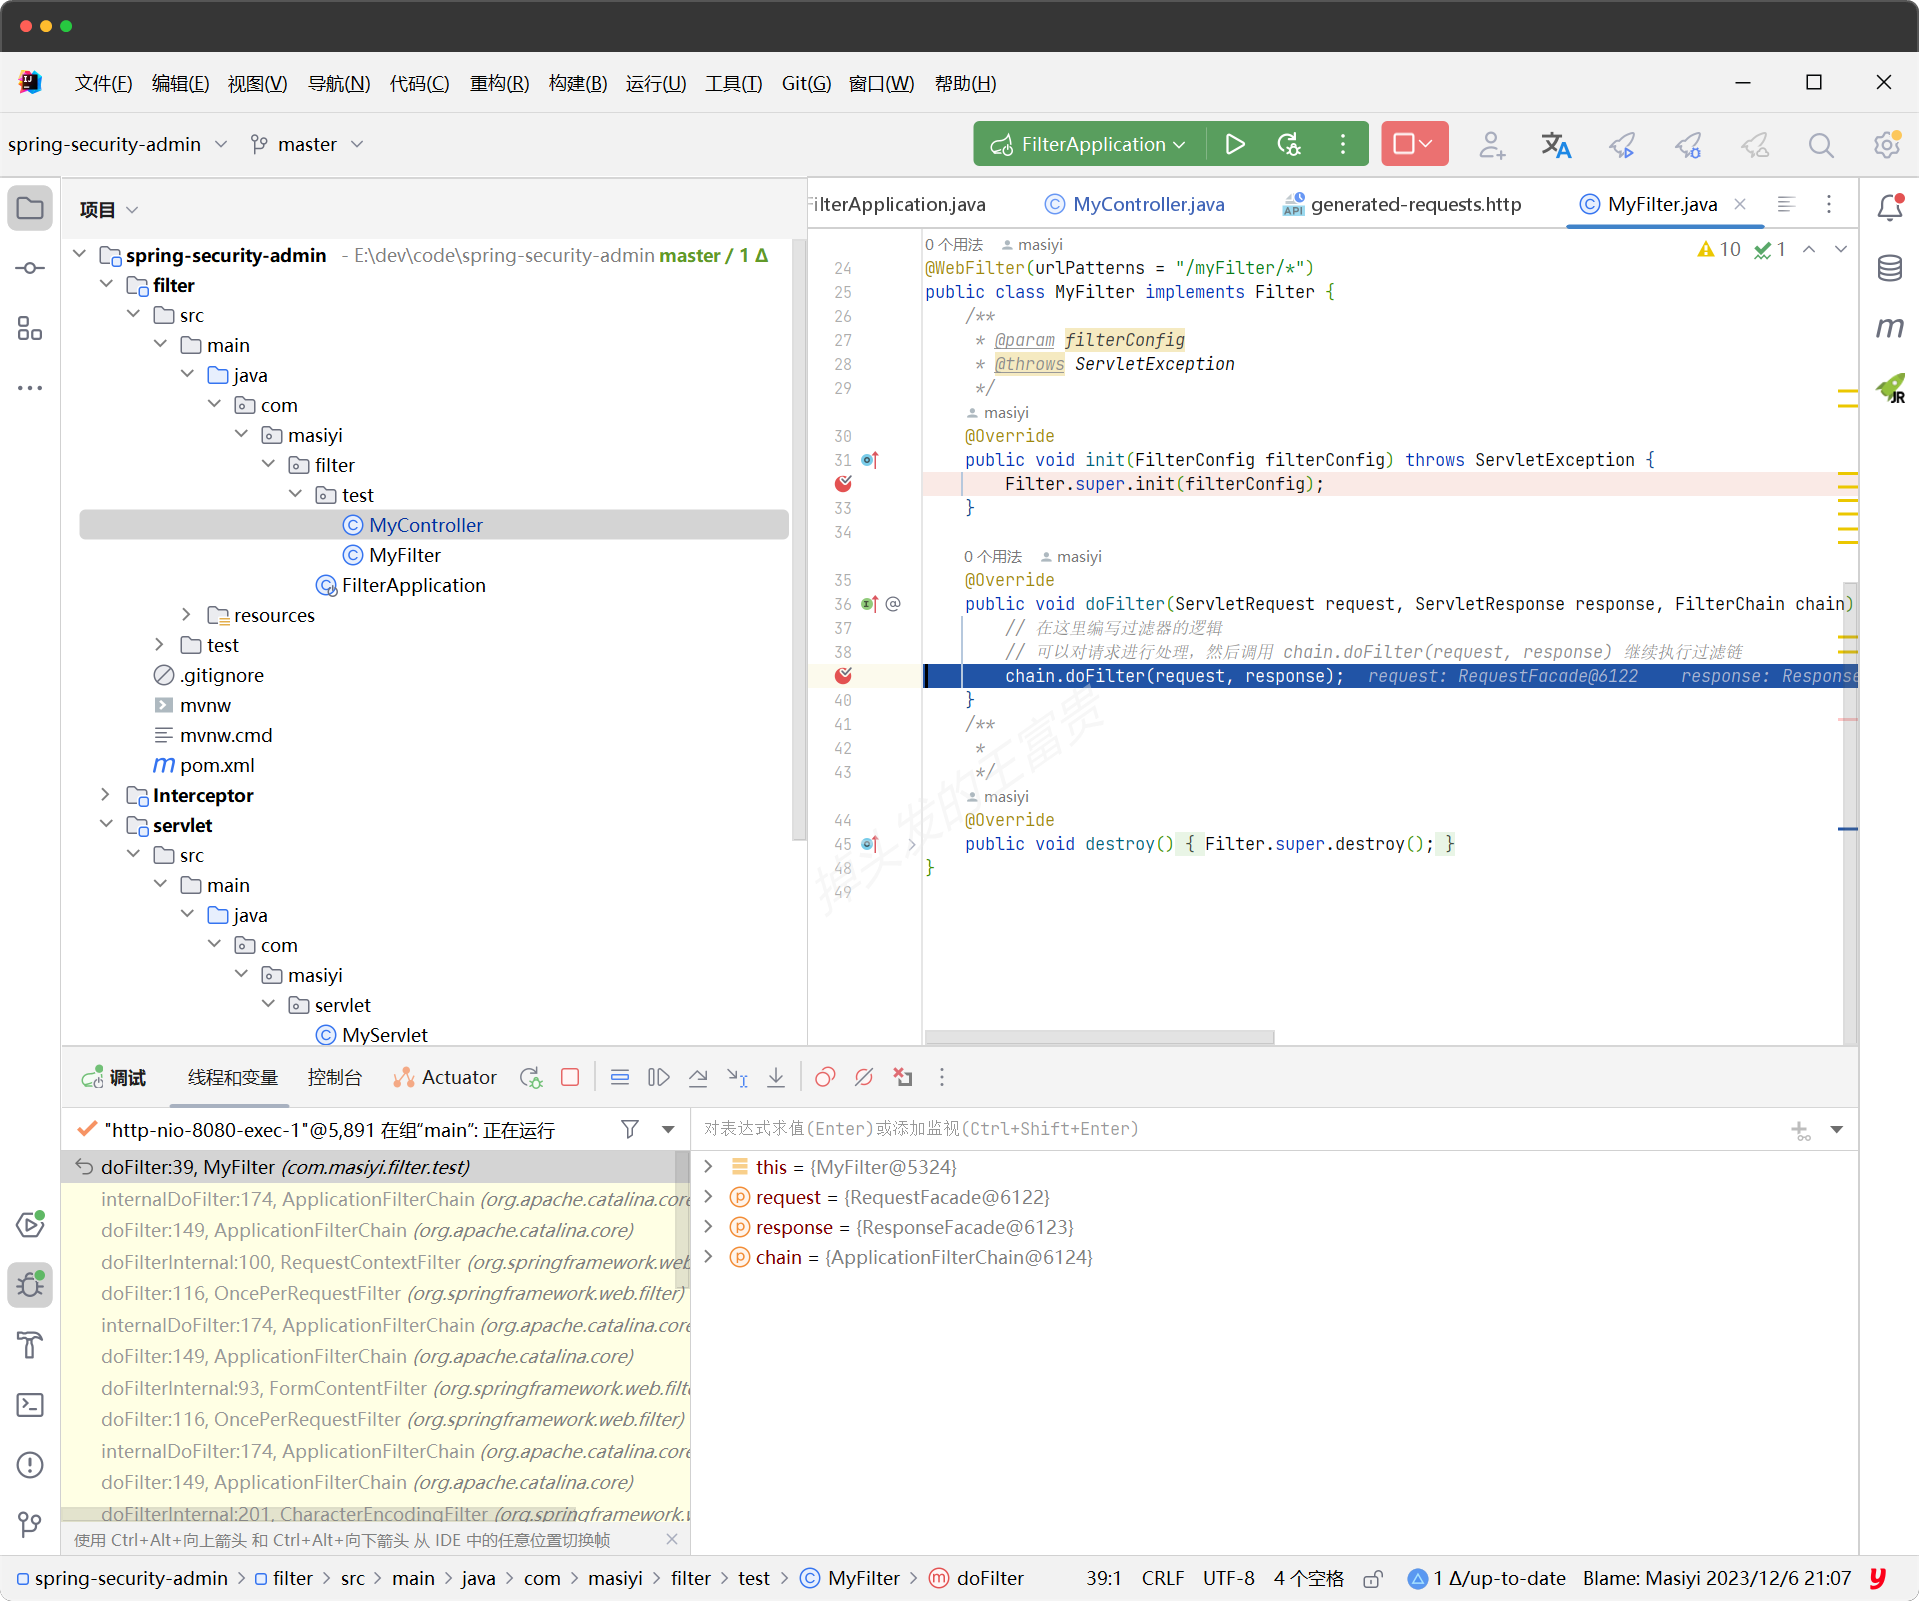 文件(F) 编辑(E) 视图(V) 导航(N) 代码(C) 重构(R) 构建(B) 运行(U) 工具(T) Git(G) 窗口(W) 帮助(H)
spring-security-admin master FilterApplication
项目
spring-security-admin - E:\dev\code\spring-security-admin master / 1 Δ
filter
src
main
java
com
masiyi
filter
test
MyController
MyFilter
FilterApplication
resources
test
.gitignore
mvnw
mvnw.cmd
pom.xml
Interceptor
servlet
src
main
java
com
masiyi
servlet
MyServlet
ilterApplication.java MyController.java generated-requests.http MyFilter.java
0 个用法 masiyi
10 1
24 @WebFilter(urlPatterns = "/myFilter/*")
25 public class MyFilter implements Filter {
26 /**
27 * @param filterConfig
28 * @throws ServletException
29 */
masiyi
30 @Override
31 public void init(FilterConfig filterConfig) throws ServletException {
Filter.super.init(filterConfig);
33 }
34
0 个用法 masiyi
35 @Override
36 @ public void doFilter(ServletRequest request, ServletResponse response, FilterChain chain)
37 // 在这里编写过滤器的逻辑
38 // 可以对请求进行处理，然后调用 chain.doFilter(request, response) 继续执行过滤链
chain.doFilter(request, response); request: RequestFacade@6122 response: Response
40 }
41 /**
42 *
43 */
masiyi
44 @Override
45 public void destroy() { Filter.super.destroy(); }
48 }
49
掉头发的王富贵
调试 线程和变量 控制台 Actuator
"http-nio-8080-exec-1"@5,891 在组"main": 正在运行
doFilter:39, MyFilter (com.masiyi.filter.test)
internalDoFilter:174, ApplicationFilterChain (org.apache.catalina.core
doFilter:149, ApplicationFilterChain (org.apache.catalina.core)
doFilterInternal:100, RequestContextFilter (org.springframework.web
doFilter:116, OncePerRequestFilter (org.springframework.web.filter)
internalDoFilter:174, ApplicationFilterChain (org.apache.catalina.core
doFilter:149, ApplicationFilterChain (org.apache.catalina.core)
doFilterInternal:93, FormContentFilter (org.springframework.web.filte
doFilter:116, OncePerRequestFilter (org.springframework.web.filter)
internalDoFilter:174, ApplicationFilterChain (org.apache.catalina.core
doFilter:149, ApplicationFilterChain (org.apache.catalina.core)
doFilterInternal:201, CharacterEncodingFilter (org.springframework.w
使用 Ctrl+Alt+向上箭头 和 Ctrl+Alt+向下箭头 从 IDE 中的任意位置切换帧
对表达式求值(Enter)或添加监视(Ctrl+Shift+Enter)
this = {MyFilter@5324}
request = {RequestFacade@6122}
response = {ResponseFacade@6123}
chain = {ApplicationFilterChain@6124}
spring-security-admin > filter > src > main > java > com > masiyi > filter > test > MyFilter > doFilter 39:1 CRLF UTF-8 4 个空格 1 Δ/up-to-date Blame: Masiyi 2023/12/6 21:07